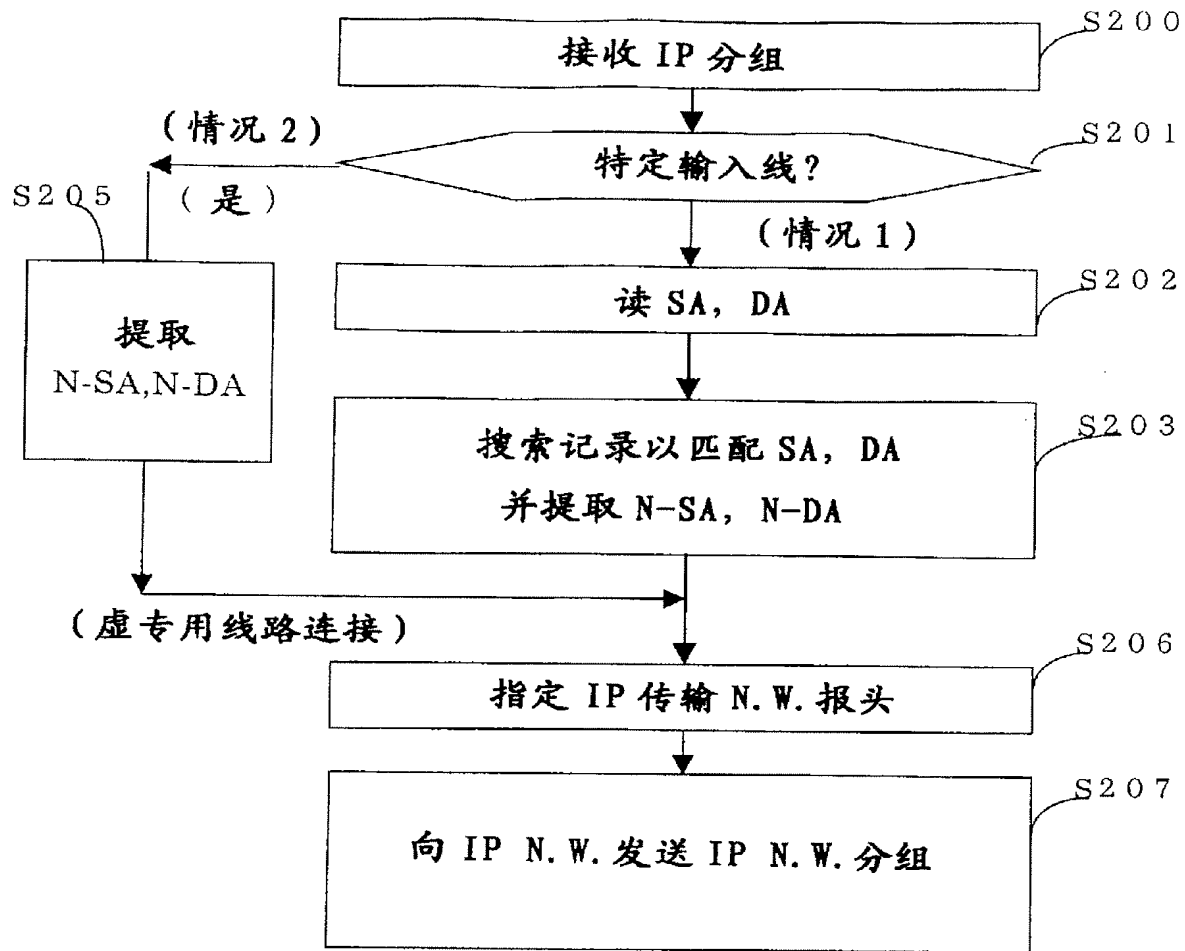 S200
接收 IP 分组
(情况 2)
S201
特定输入线?
S205
(是)
(情况 1)
S202
读 SA, DA
提取
N-SA,N-DA
S203
搜索记录以匹配 SA, DA
并提取 N-SA, N-DA
(虚专用线路连接)
S206
指定 IP 传输 N.W.报头
S207
向 IP N.W.发送 IP N.W.分组